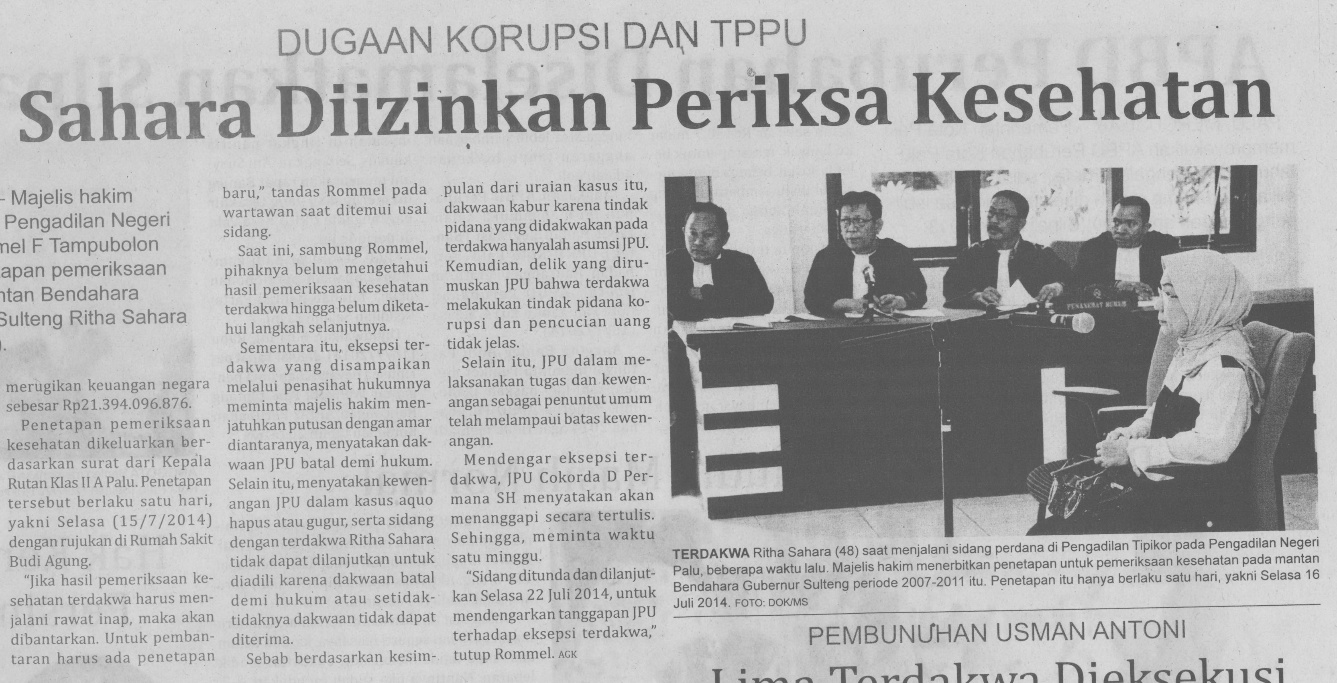 DUGAAN KORUPSI DAN TPPU
Sahara Diizinkan Periksa Kesehatan
– Majelis hakim
Pengadilan Negeri
mel F Tampubolon
tapan pemeriksaan
ntan Bendahara
Sulteng Ritha Sahara
).
merugikan keuangan negara
sebesar Rp21.394.096.876.
Penetapan pemeriksaan
kesehatan dikeluarkan ber-
dasarkan surat dari Kepala
Rutan Klas II A Palu. Penetapan
tersebut berlaku satu hari,
yakni Selasa (15/7/2014)
dengan rujukan di Rumah Sakit
Budi Agung.
“Jika hasil pemeriksaan ke-
sehatan terdakwa harus men-
jalani rawat inap, maka akan
dibantarkan. Untuk pemban-
taran harus ada penetapan
baru,” tandas Rommel pada
wartawan saat ditemui usai
sidang.
Saat ini, sambung Rommel,
pihaknya belum mengetahui
hasil pemeriksaan kesehatan
terdakwa hingga belum diketa-
hui langkah selanjutnya.
Sementara itu, eksepsi ter-
dakwa yang disampaikan
melalui penasihat hukumnya
meminta majelis hakim men-
jatuhkan putusan dengan amar
diantaranya, menyatakan dak-
waan JPU batal demi hukum.
Selain itu, menyatakan kewen-
angan JPU dalam kasus aquo
hapus atau gugur, serta sidang
dengan terdakwa Ritha Sahara
tidak dapat dilanjutkan untuk
diadili karena dakwaan batal
demi hukum atau setidak-
tidaknya dakwaan tidak dapat
diterima.
Sebab berdasarkan kesim-
pulan dari uraian kasus itu,
dakwaan kabur karena tindak
pidana yang didakwakan pada
terdakwa hanyalah asumsi JPU.
Kemudian, delik yang diru-
muskan JPU bahwa terdakwa
melakukan tindak pidana ko-
rupsi dan pencucian uang
tidak jelas.
Selain itu, JPU dalam me-
laksanakan tugas dan kewen-
angan sebagai penuntut umum
telah melampaui batas kewen-
angan.
Mendengar eksepsi ter-
dakwa, JPU Cokorda D Per-
mana SH menyatakan akan
menanggapi secara tertulis.
Sehingga, meminta waktu
satu minggu.
“Sidang ditunda dan dilanjut-
kan Selasa 22 Juli 2014, untuk
mendengarkan tanggapan JPU
terhadap eksepsi terdakwa,”
tutup Rommel. AGK
PENASEHAT HUKUM
TERDAKWA Ritha Sahara (48) saat menjalani sidang perdana di Pengadilan Tipikor pada Pengadilan Negeri
Palu, beberapa waktu lalu. Majelis hakim menerbitkan penetapan untuk pemeriksaan kesehatan pada mantan
Bendahara Gubernur Sulteng periode 2007-2011 itu. Penetapan itu hanya berlaku satu hari, yakni Selasa 16
Juli 2014. FOTO: DOK/MS
PEMBUNUHAN USMAN ANTONI
Lima Terdakwa Dieksekusi